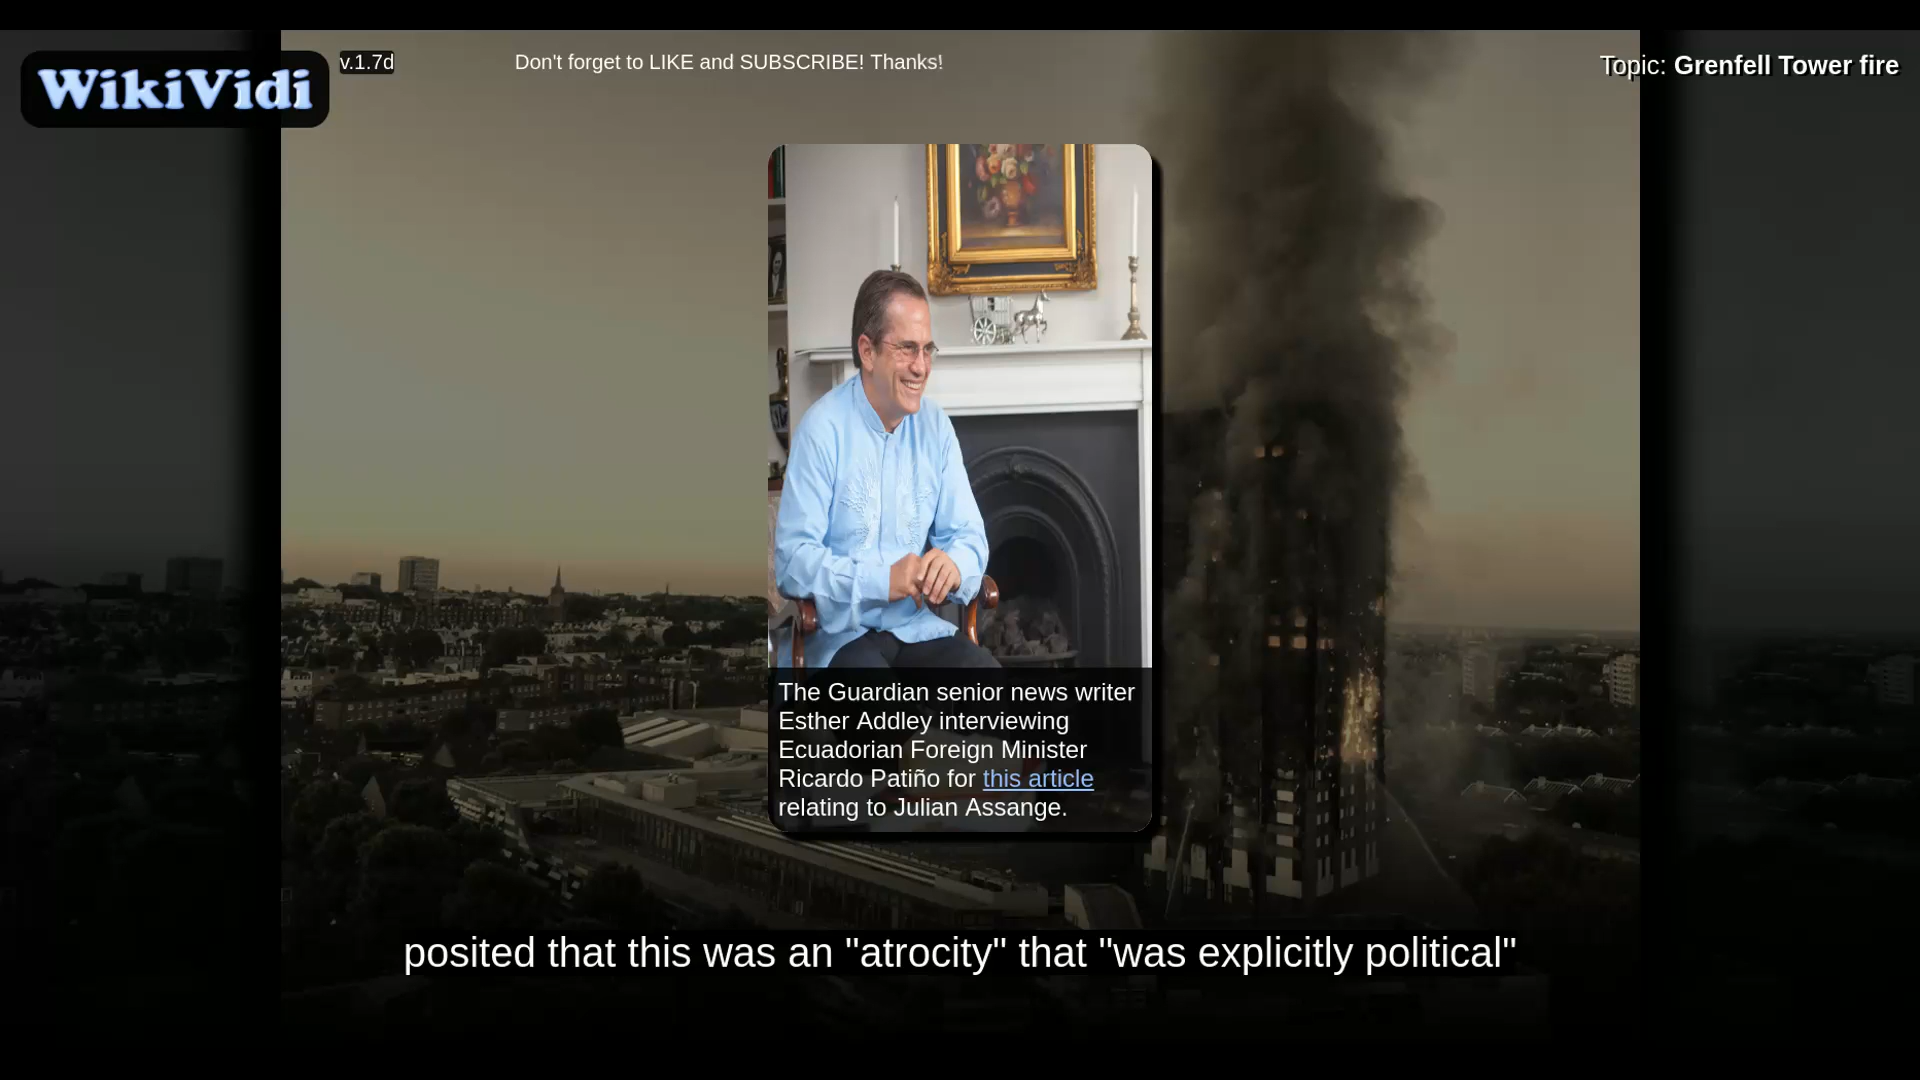 WikiVidi
v.1.7d
Don't forget to LIKE and SUBSCRIBE! Thanks!
Topic: Grenfell Tower fire
The Guardian senior news writer
Esther Addley interviewing
Ecuadorian Foreign Minister
Ricardo Patiño for this article
relating to Julian Assange.
posited that this was an "atrocity" that "was explicitly political"